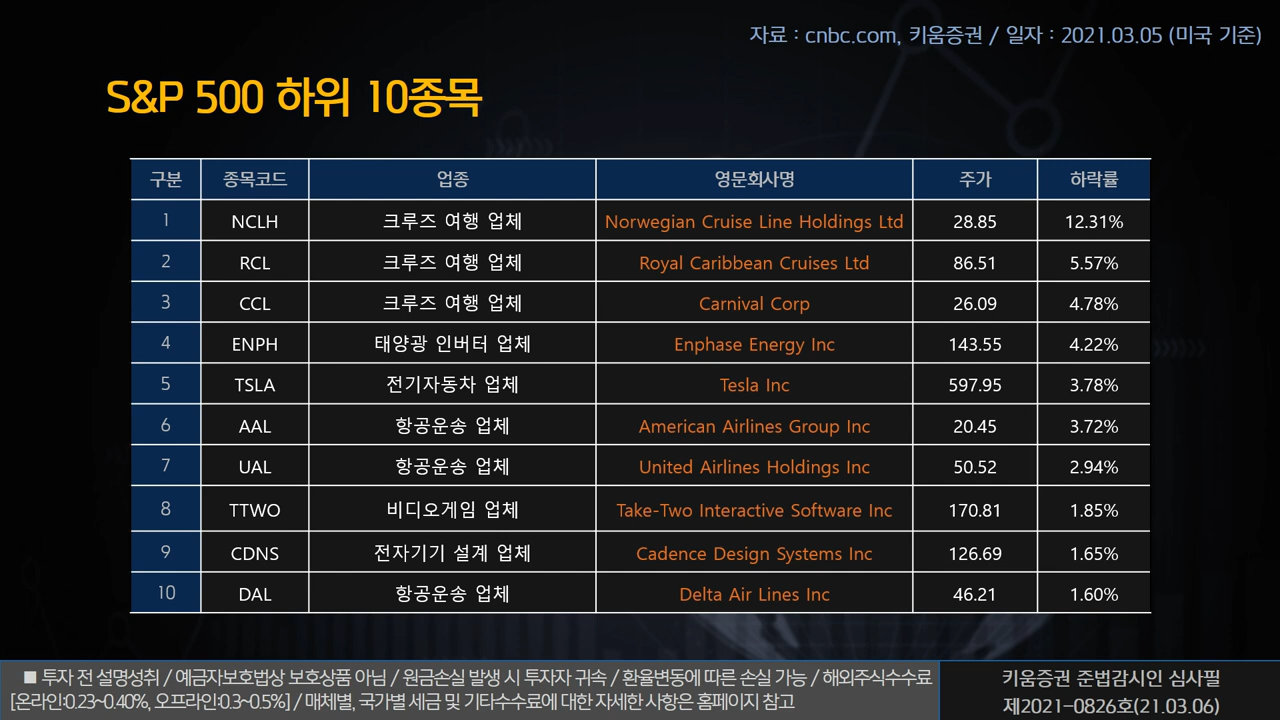 자료 : cnbc.com, 키움증권 / 일자 : 2021.03.05 (미국 기준)
S&P 500 하위 10종목
구분 종목코드 업종 영문회사명 주가 하락률
1 NCLH 크루즈 여행 업체 Norwegian Cruise Line Holdings Ltd 28.85 12.31%
2 RCL 크루즈 여행 업체 Royal Caribbean Cruises Ltd 86.51 5.57%
3 CCL 크루즈 여행 업체 Carnival Corp 26.09 4.78%
4 ENPH 태양광 인버터 업체 Enphase Energy Inc 143.55 4.22%
5 TSLA 전기자동차 업체 Tesla Inc 597.95 3.78%
6 AAL 항공운송 업체 American Airlines Group Inc 20.45 3.72%
7 UAL 항공운송 업체 United Airlines Holdings Inc 50.52 2.94%
8 TTWO 비디오게임 업체 Take-Two Interactive Software Inc 170.81 1.85%
9 CDNS 전자기기 설계 업체 Cadence Design Systems Inc 126.69 1.65%
10 DAL 항공운송 업체 Delta Air Lines Inc 46.21 1.60%
■ 투자 전 설명성취 / 예금자보호법상 보호상품 아님 / 원금손실 발생 시 투자자 귀속 / 환율변동에 따른 손실 가능 / 해외주식수수료
[온라인:0.23~0.40%, 오프라인:0.3~0.5%] / 매체별, 국가별 세금 및 기타수수료에 대한 자세한 사항은 홈페이지 참고
키움증권 준법감시인 심사필
제2021-0826호(21.03.06)